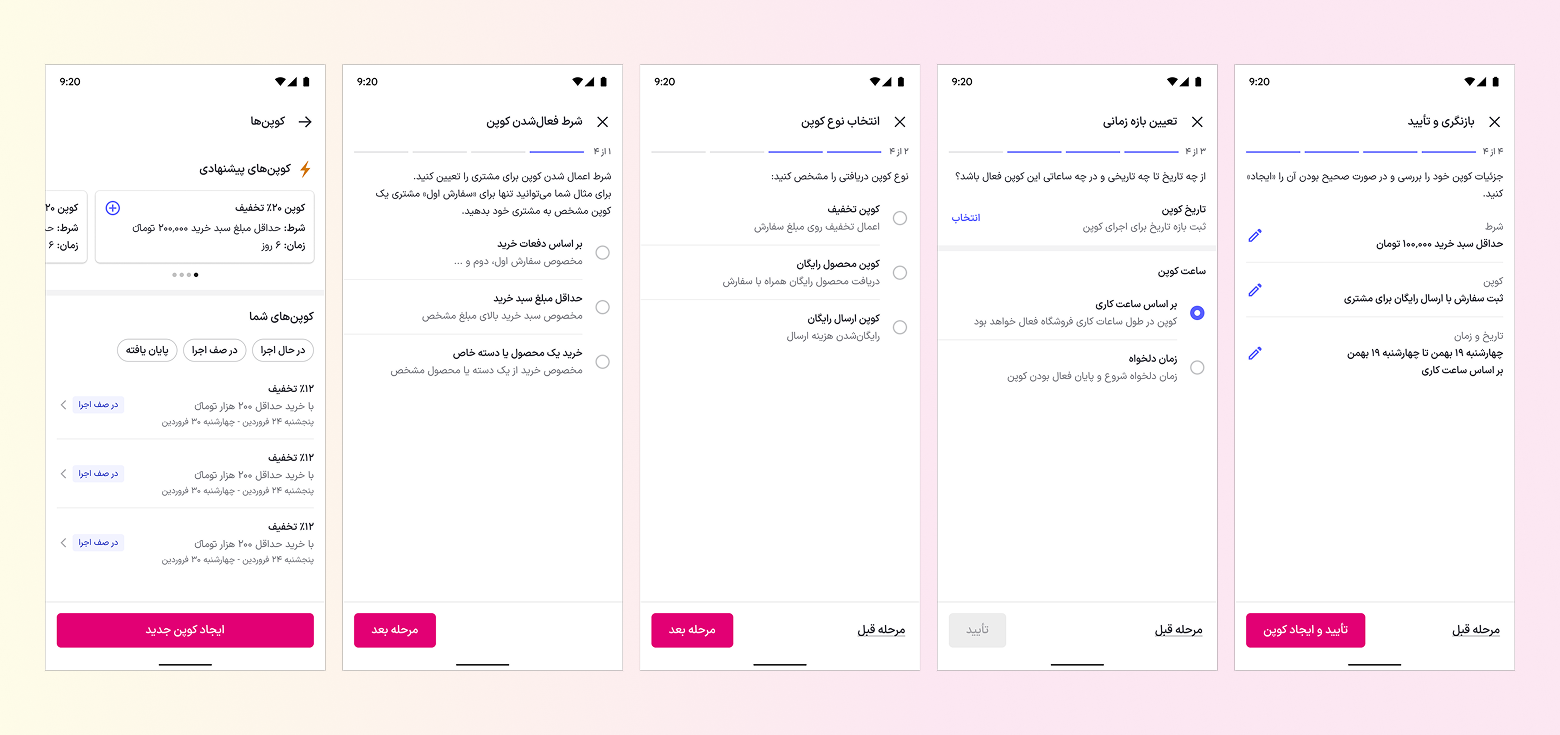 9:20
کوپن‌ها
کوپن‌های پیشنهادی
کوپن ۲۰٪ تخفیف
شرط: حداقل مبلغ سبد خرید ۲۰۰,۰۰۰ تومان
زمان: ۶ روز
کوپن ۲۰٪
شرط:
زمان: ۶
کوپن‌های شما
در حال اجرا
در صف اجرا
پایان یافته
۱۲٪ تخفیف
با خرید حداقل ۲۰۰ هزار تومان
پنجشنبه ۲۴ فروردین - چهارشنبه ۳۰ فروردین
در صف اجرا
۱۲٪ تخفیف
با خرید حداقل ۲۰۰ هزار تومان
پنجشنبه ۲۴ فروردین - چهارشنبه ۳۰ فروردین
در صف اجرا
۱۲٪ تخفیف
با خرید حداقل ۲۰۰ هزار تومان
پنجشنبه ۲۴ فروردین - چهارشنبه ۳۰ فروردین
در صف اجرا
ایجاد کوپن جدید
9:20
شرط فعال‌شدن کوپن
۱ از ۴
شرط اعمال شدن کوپن برای مشتری را تعیین کنید.
برای مثال شما می‌توانید تنها برای «سفارش اول» مشتری یک
کوپن مشخص به مشتری خود بدهید.
بر اساس دفعات خرید
مخصوص سفارش اول، دوم و ...
حداقل مبلغ سبد خرید
مخصوص سبد خرید بالای مبلغ مشخص
خرید یک محصول یا دسته خاص
مخصوص خرید از یک دسته یا محصول مشخص
مرحله بعد
9:20
انتخاب نوع کوپن
۲ از ۴
نوع کوپن دریافتی را مشخص کنید:
کوپن تخفیف
اعمال تخفیف روی مبلغ سفارش
کوپن محصول رایگان
دریافت محصول رایگان همراه با سفارش
کوپن ارسال رایگان
رایگان‌شدن هزینه ارسال
مرحله قبل
مرحله بعد
9:20
تعیین بازه زمانی
۳ از ۴
از چه تاریخ تا چه تاریخی و در چه ساعاتی این کوپن فعال باشد؟
تاریخ کوپن
ثبت بازه تاریخ برای اجرای کوپن
انتخاب
ساعت کوپن
بر اساس ساعت کاری
کوپن در طول ساعات کاری فروشگاه فعال خواهد بود
زمان دلخواه
زمان دلخواه شروع و پایان فعال بودن کوپن
مرحله قبل
تأیید
9:20
بازنگری و تأیید
۴ از ۴
جزئیات کوپن خود را بررسی و در صورت صحیح بودن آن را «ایجاد»
کنید.
شرط
حداقل سبد خرید ۱۰۰,۰۰۰ تومان
کوپن
ثبت سفارش با ارسال رایگان برای مشتری
تاریخ و زمان
چهارشنبه ۱۹ بهمن تا چهارشنبه ۱۹ بهمن
بر اساس ساعت کاری
مرحله قبل
تأیید و ایجاد کوپن